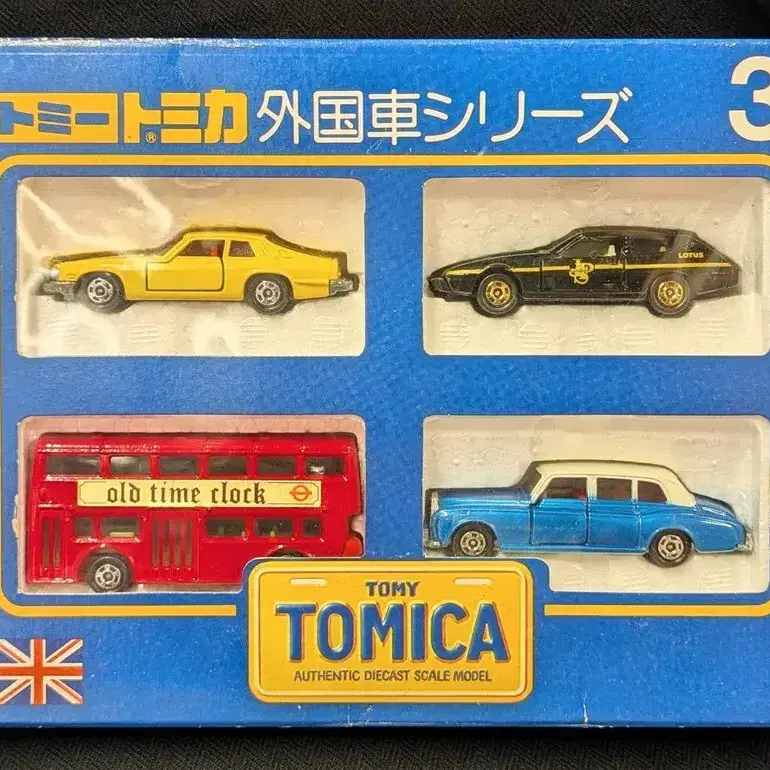 トミー トミカ® 外国車シリーズ 3
JPS
LOTUS
old time clock
TOMY
TOMICA
AUTHENTIC DIECAST SCALE MODEL